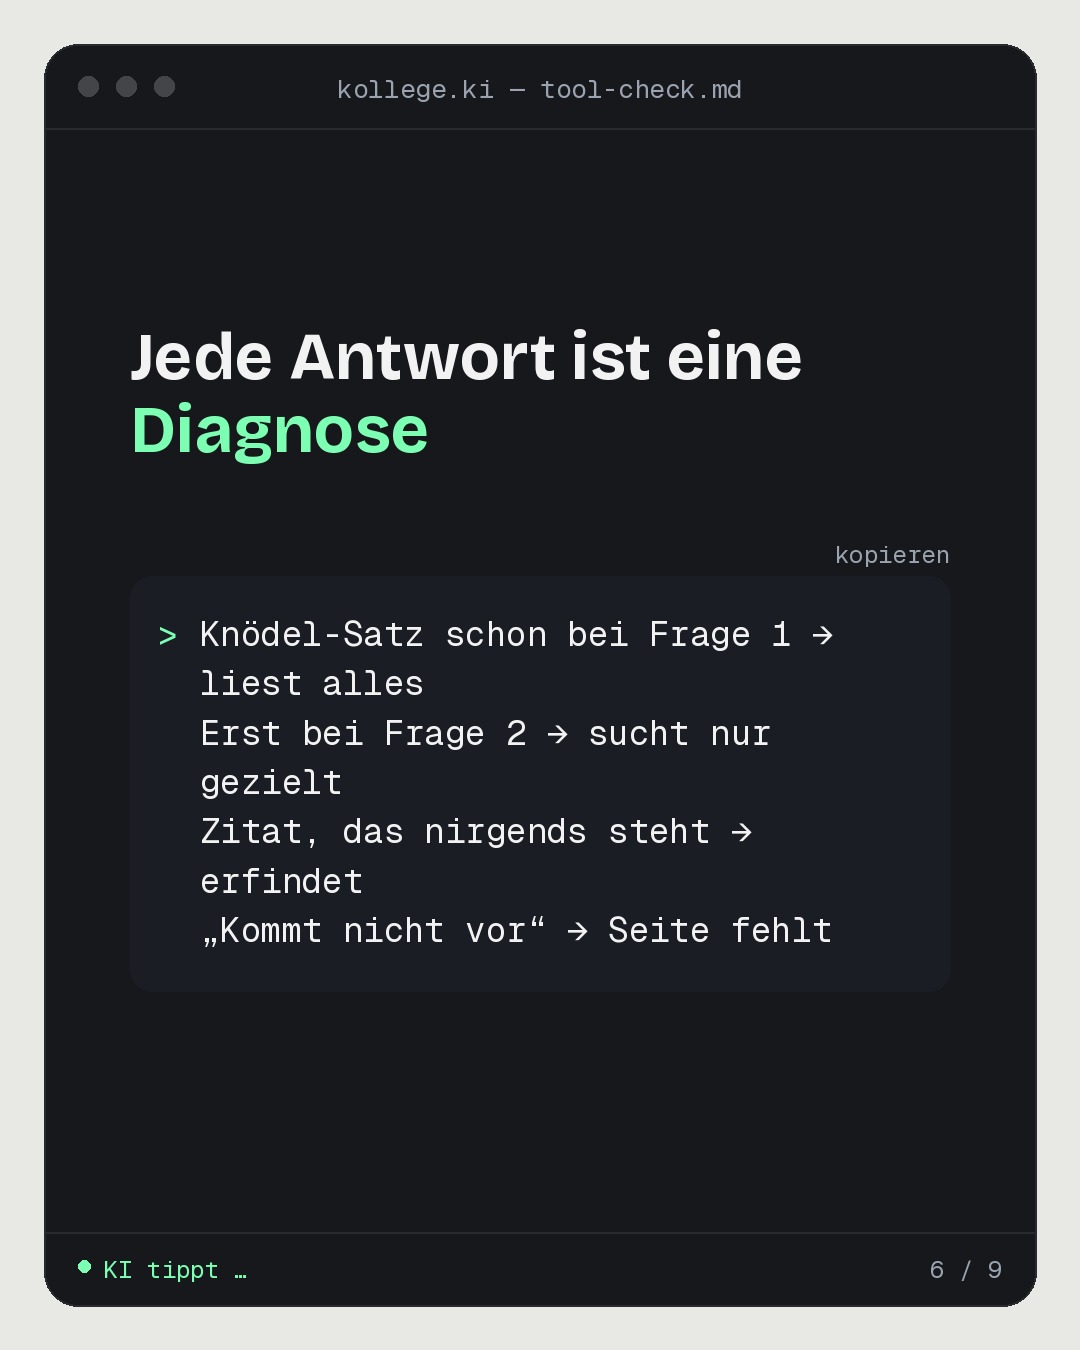 kollege.ki — tool-check.md
Jede Antwort ist eine
Diagnose
kopieren
> Knödel-Satz schon bei Frage 1 →
liest alles
Erst bei Frage 2 → sucht nur
gezielt
Zitat, das nirgends steht →
erfindet
„Kommt nicht vor“ → Seite fehlt
KI tippt …
6 / 9